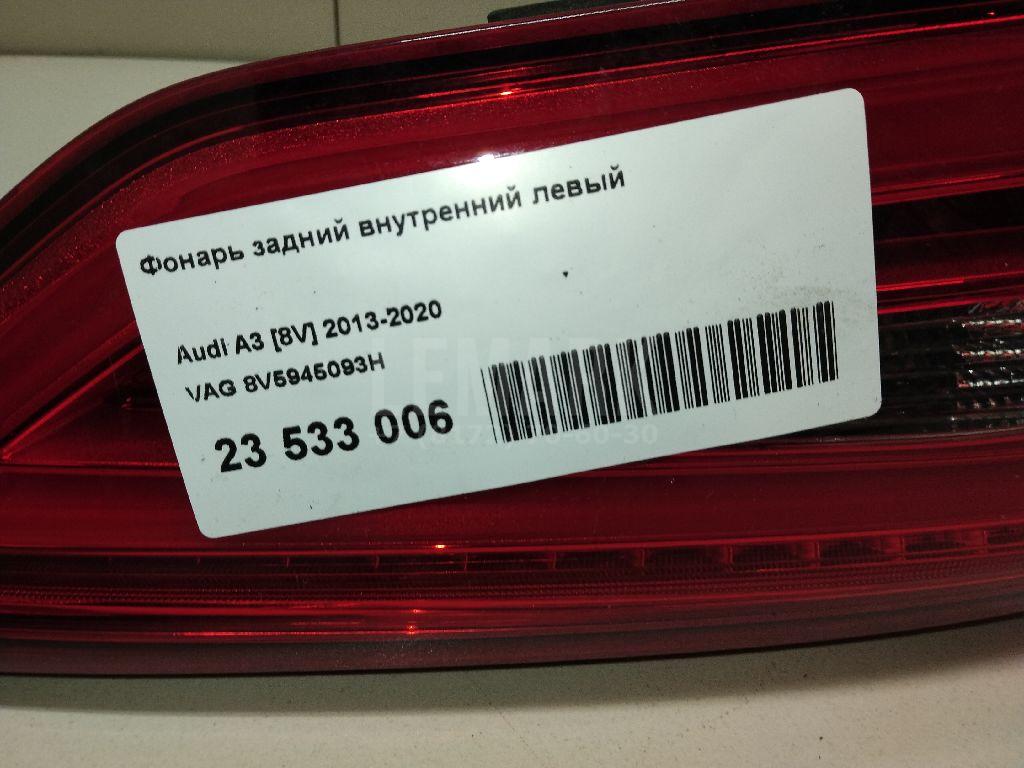 Фонарь задний внутренний левый
Audi A3 [8V] 2013-2020
VAG 8V5945093H
23 533 006